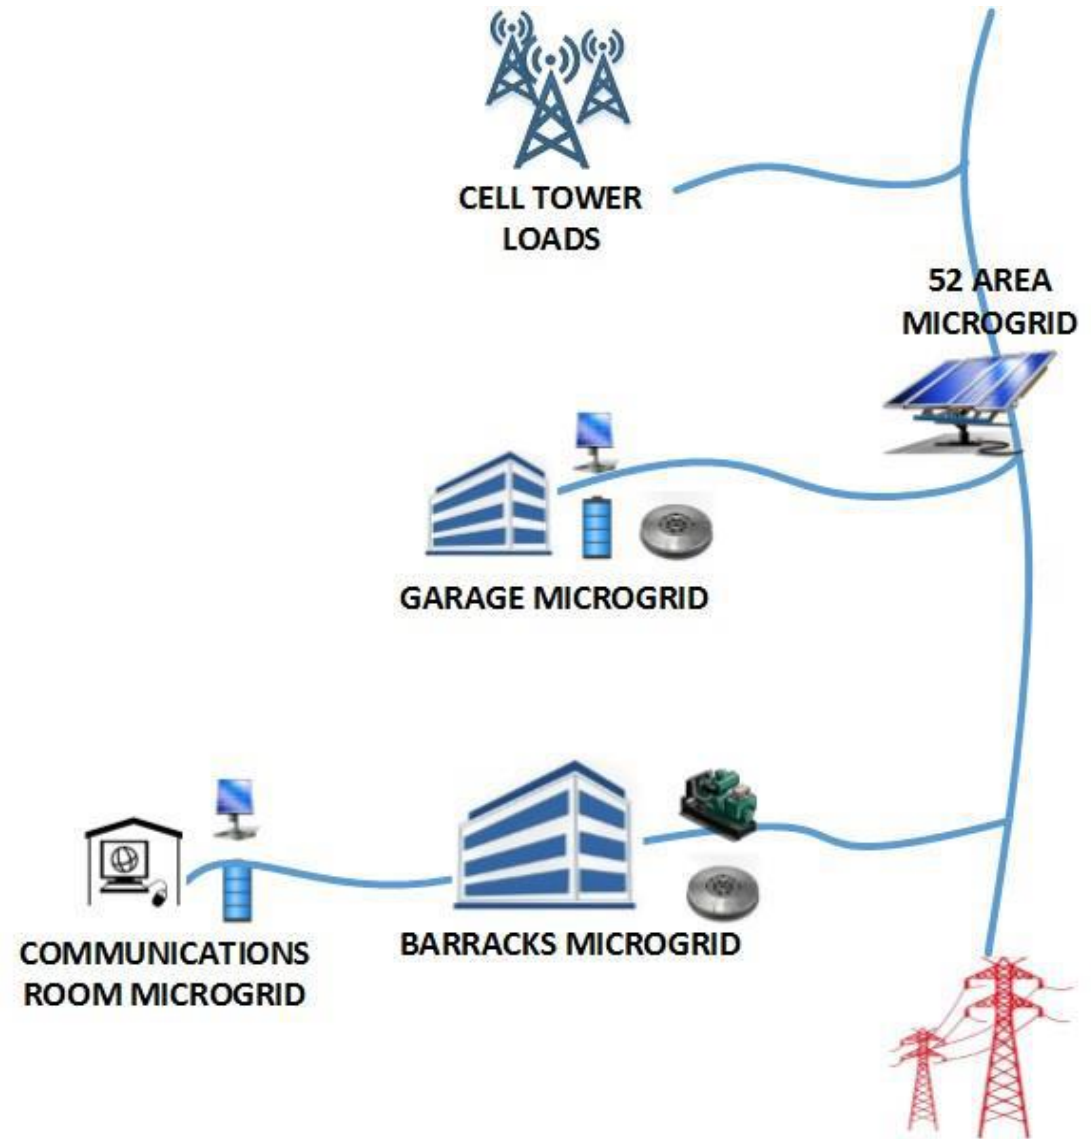 CELL TOWER
LOADS
52 AREA
MICROGRID
GARAGE MICROGRID
COMMUNICATIONS
ROOM MICROGRID
BARRACKS MICROGRID